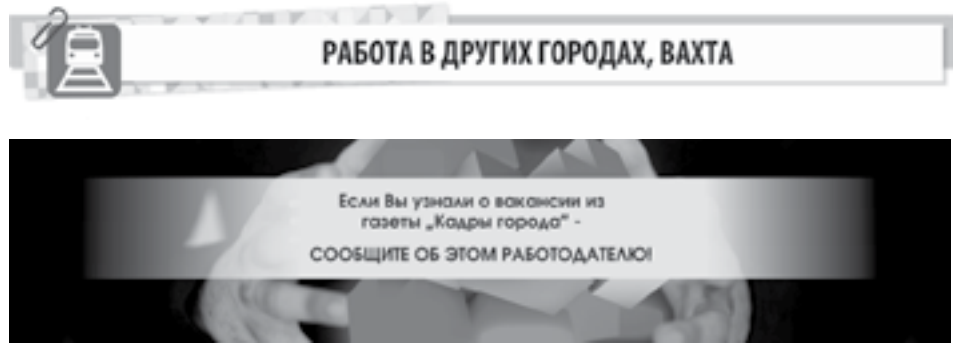 РАБОТА В ДРУГИХ ГОРОДАХ, ВАХТА
Если Вы узнали о вакансии из
газеты „Кадры города" -
СООБЩИТЕ ОБ ЭТОМ РАБОТОДАТЕЛЮ!